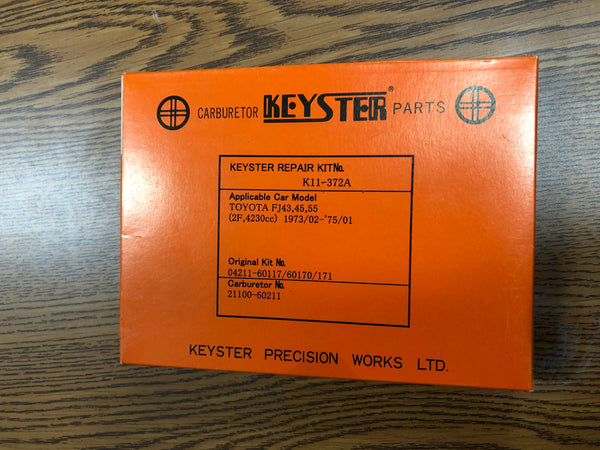 CARBURETOR KEYSTER® PARTS
KEYSTER REPAIR KIT No.
K11-372A
Applicable Car Model
TOYOTA FJ43,45,55
(2F,4230cc) 1973/02-'75/01
Original Kit No.
04211-60117/60170/171
Carburetor No.
21100-60211
KEYSTER PRECISION WORKS LTD.